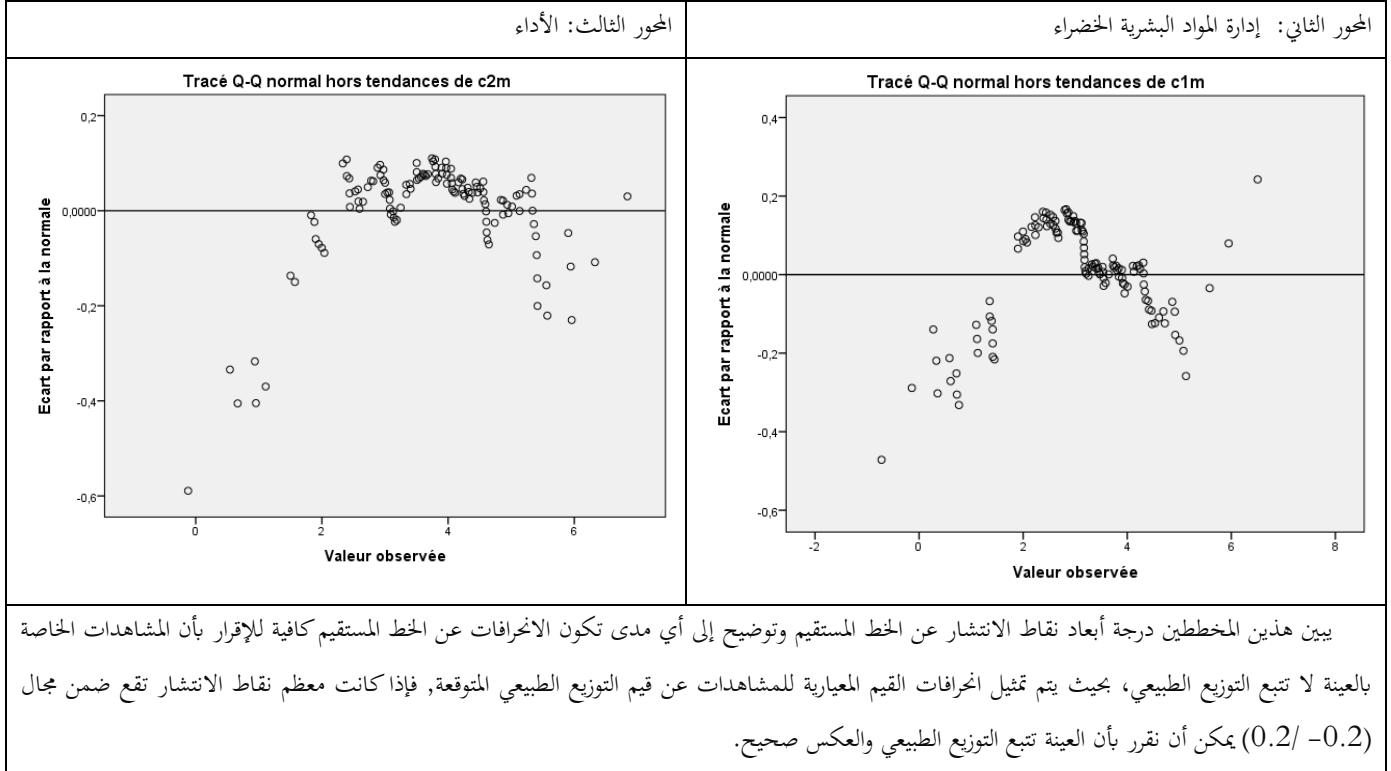 المحور الثاني: إدارة المواد البشرية الخضراء
المحور الثالث: الأداء
Tracé Q-Q normal hors tendances de c1m
0,4
0,2
0,0000
-0,2
-0,4
-0,6
Ecart par rapport à la normale
-2 0 2 4 6 8
Valeur observée
Tracé Q-Q normal hors tendances de c2m
0,2
0,0000
-0,2
-0,4
-0,6
Ecart par rapport à la normale
0 2 4 6
Valeur observée
يبين هذين المخططين درجة أبعاد نقاط الانتشار عن الخط المستقيم وتوضيح إلى أي مدى تكون الانحرافات عن الخط المستقيم كافية للإقرار بأن المشاهدات الخاصة
بالعينة لا تتبع التوزيع الطبيعي، بحيث يتم تمثيل انحرافات القيم المعيارية للمشاهدات عن قيم التوزيع الطبيعي المتوقعة, فإذا كانت معظم نقاط الانتشار تقع ضمن مجال
(0.2/ -0.2) يمكن أن نقرر بأن العينة تتبع التوزيع الطبيعي والعكس صحيح.